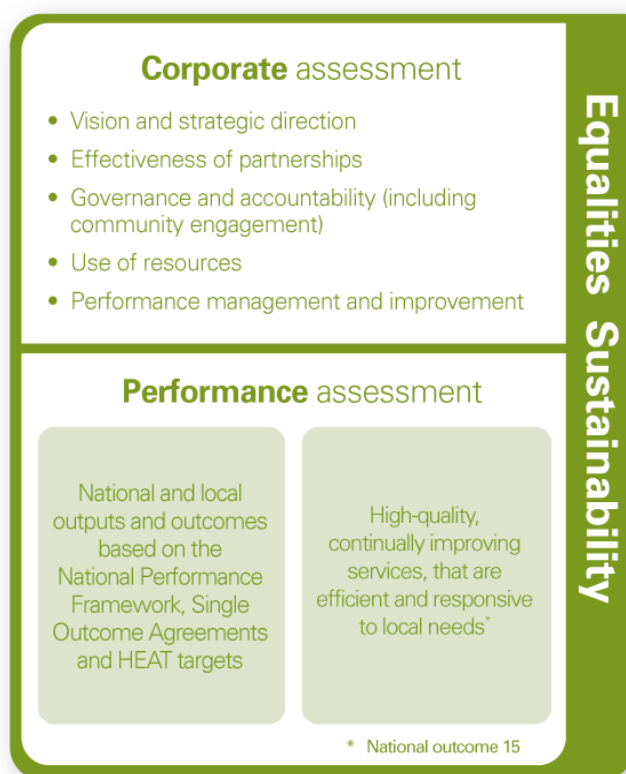 Corporate assessment
• Vision and strategic direction
• Effectiveness of partnerships
• Governance and accountability (including
community engagement)
• Use of resources
• Performance management and improvement
Performance assessment
National and local
outputs and outcomes
based on the
National Performance
Framework, Single
Outcome Agreements
and HEAT targets
High-quality,
continually improving
services, that are
efficient and responsive
to local needs*
* National outcome 15
Equalities Sustainability